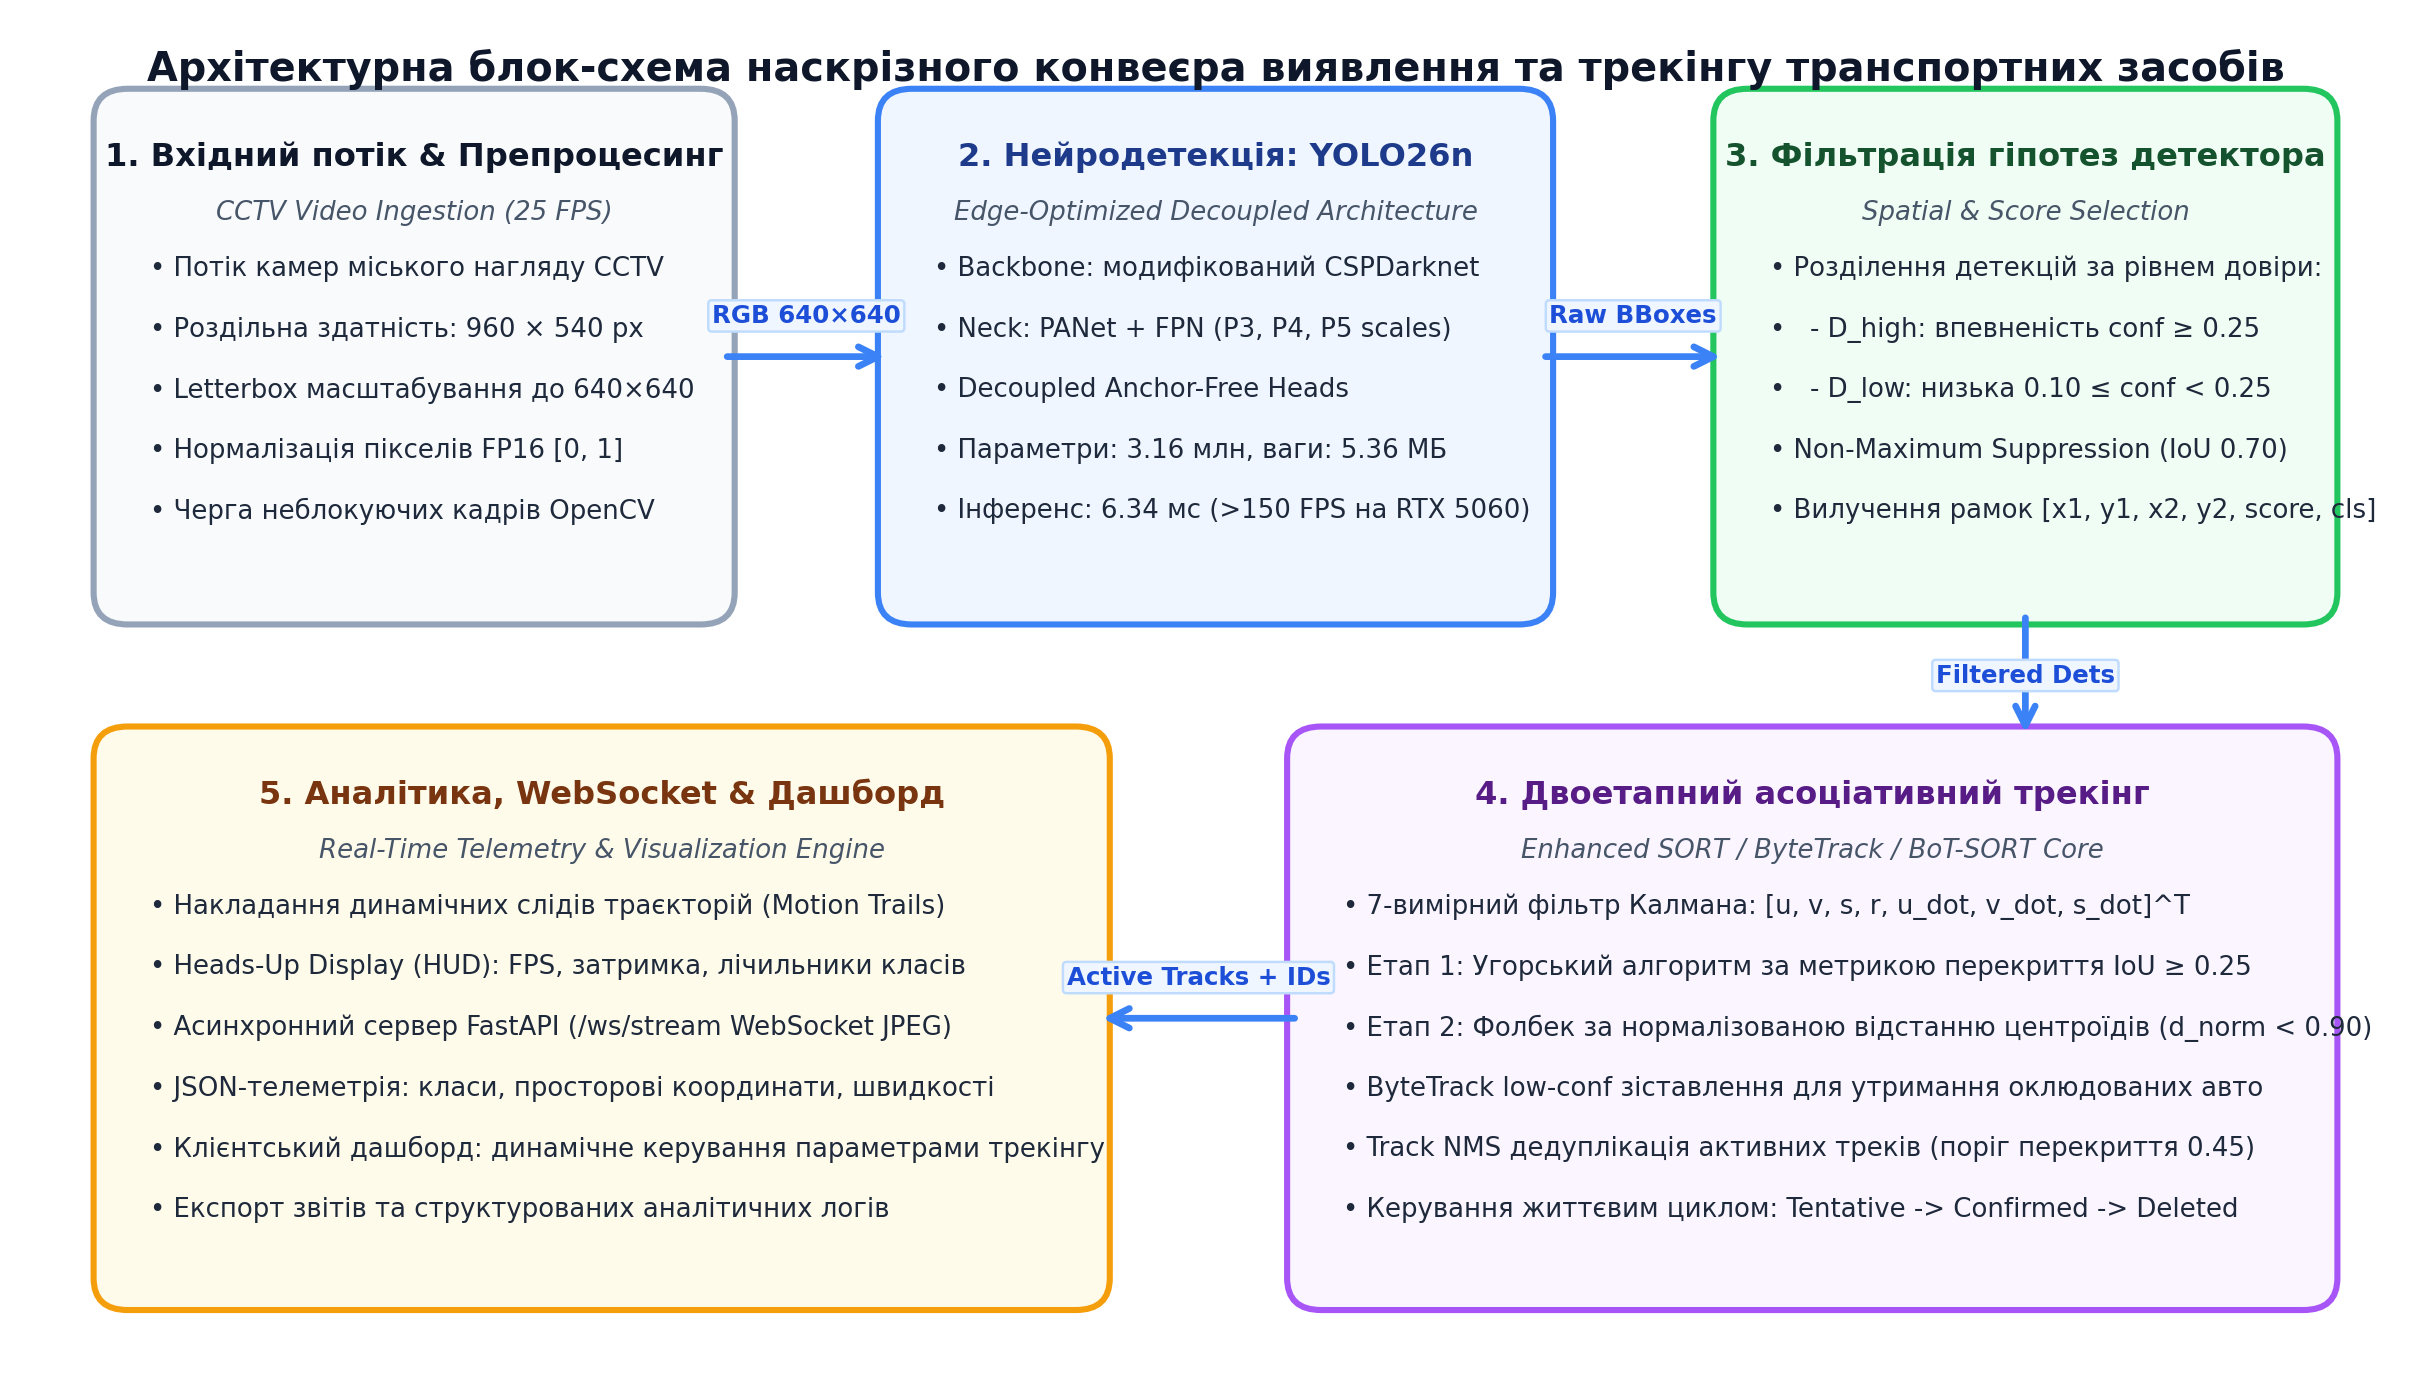 Архітектурна блок-схема наскрізного конвеєра виявлення та трекінгу транспортних засобів
1. Вхідний потік & Препроцесинг
CCTV Video Ingestion (25 FPS)
• Потік камер міського нагляду CCTV
• Роздільна здатність: 960 × 540 px
• Letterbox масштабування до 640×640
• Нормалізація пікселів FP16 [0, 1]
• Черга неблокуючих кадрів OpenCV
RGB 640×640
2. Нейродетекція: YOLO26n
Edge-Optimized Decoupled Architecture
• Backbone: модифікований CSPDarknet
• Neck: PANet + FPN (P3, P4, P5 scales)
• Decoupled Anchor-Free Heads
• Параметри: 3.16 млн, ваги: 5.36 МБ
• Інференс: 6.34 мс (>150 FPS на RTX 5060)
Raw BBoxes
3. Фільтрація гіпотез детектора
Spatial & Score Selection
• Розділення детекцій за рівнем довіри:
• - D_high: впевненість conf ≥ 0.25
• - D_low: низька 0.10 ≤ conf < 0.25
• Non-Maximum Suppression (IoU 0.70)
• Вилучення рамок [x1, y1, x2, y2, score, cls]
Filtered Dets
4. Двоетапний асоціативний трекінг
Enhanced SORT / ByteTrack / BoT-SORT Core
• 7-вимірний фільтр Калмана: [u, v, s, r, u_dot, v_dot, s_dot]^T
• Етап 1: Угорський алгоритм за метрикою перекриття IoU ≥ 0.25
• Етап 2: Фолбек за нормалізованою відстанню центроїдів (d_norm < 0.90)
• ByteTrack low-conf зіставлення для утримання оклюдованих авто
• Track NMS дедуплікація активних треків (поріг перекриття 0.45)
• Керування життєвим циклом: Tentative -> Confirmed -> Deleted
Active Tracks + IDs
5. Аналітика, WebSocket & Дашборд
Real-Time Telemetry & Visualization Engine
• Накладання динамічних слідів траєкторій (Motion Trails)
• Heads-Up Display (HUD): FPS, затримка, лічильники класів
• Асинхронний сервер FastAPI (/ws/stream WebSocket JPEG)
• JSON-телеметрія: класи, просторові координати, швидкості
• Клієнтський дашборд: динамічне керування параметрами трекінгу
• Експорт звітів та структурованих аналітичних логів